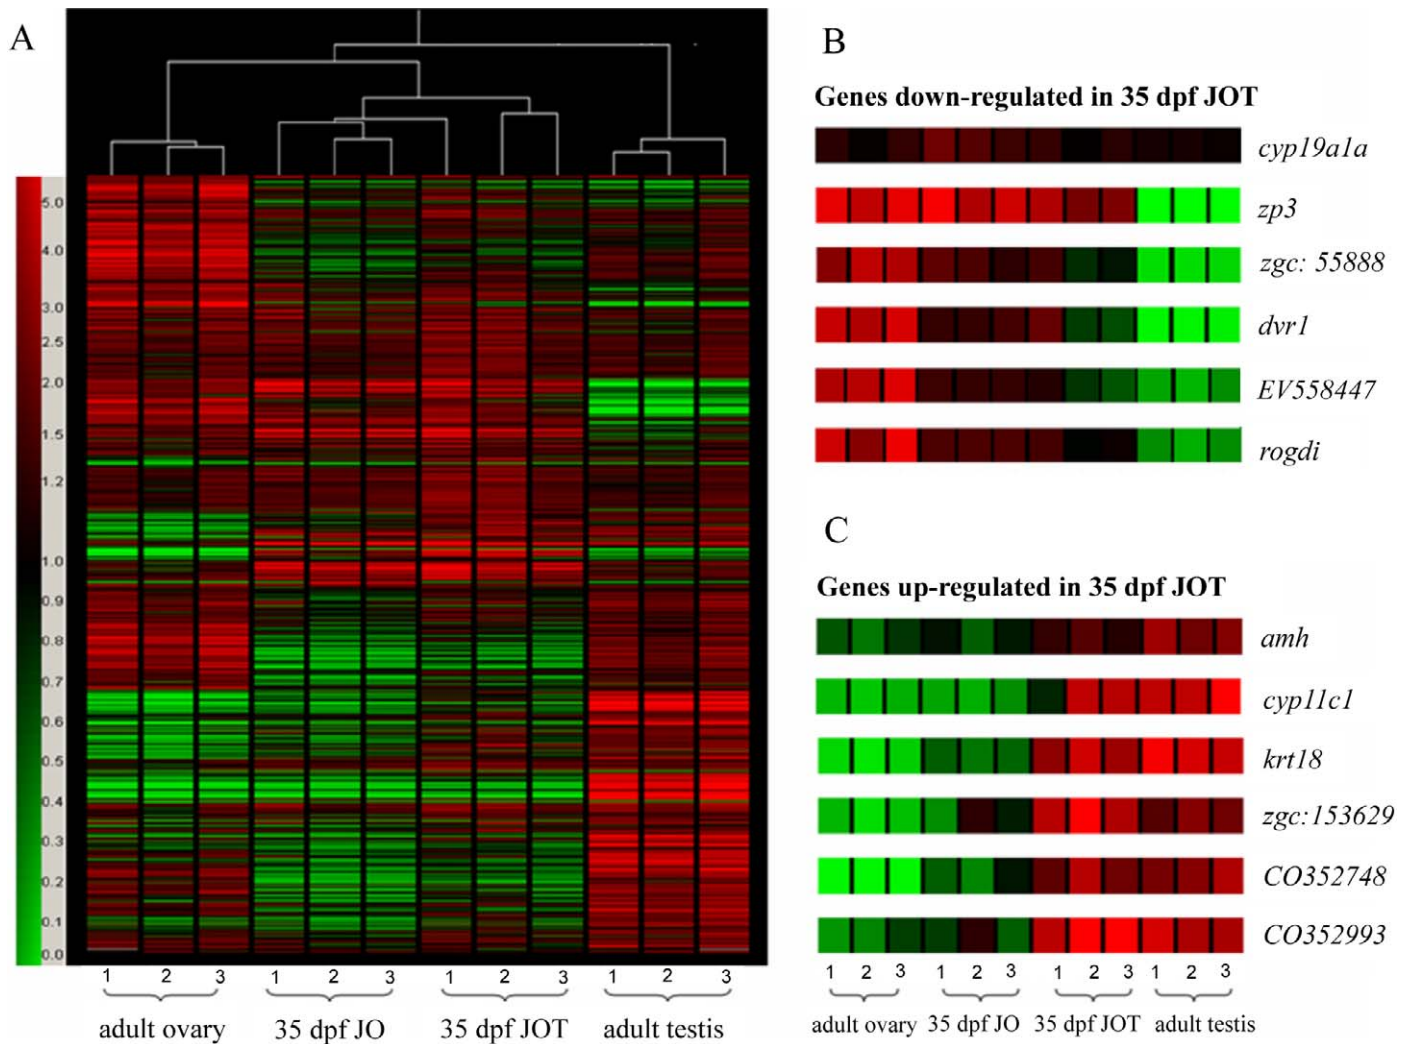 A
5.0
4.0
3.0
2.5
2.0
1.5
1.2
1.0
0.9
0.8
0.7
0.6
0.5
0.4
0.3
0.2
0.1
0.0
1 2 3 1 2 3 1 2 3 1 2 3
adult ovary 35 dpf JO 35 dpf JOT adult testis
B
Genes down-regulated in 35 dpf JOT
cyp19a1a
zp3
zgc: 55888
dvr1
EV558447
rogdi
C
Genes up-regulated in 35 dpf JOT
amh
cyp11c1
krt18
zgc:153629
CO352748
CO352993
1 2 3 1 2 3 1 2 3 1 2 3
adult ovary 35 dpf JO 35 dpf JOT adult testis